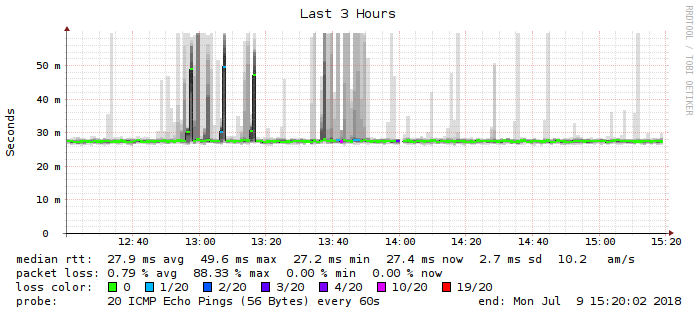 Last 3 Hours
RRDTOOL / TOBI OETIKER
Seconds
50 m
40 m
30 m
20 m
10 m
0
12:40 13:00 13:20 13:40 14:00 14:20 14:40 15:00 15:20
median rtt: 27.9 ms avg 49.6 ms max 27.2 ms min 27.4 ms now 2.7 ms sd 10.2 am/s
packet loss: 0.79 % avg 88.33 % max 0.00 % min 0.00 % now
loss color: 0 1/20 2/20 3/20 4/20 10/20 19/20
probe: 20 ICMP Echo Pings (56 Bytes) every 60s end: Mon Jul 9 15:20:02 2018